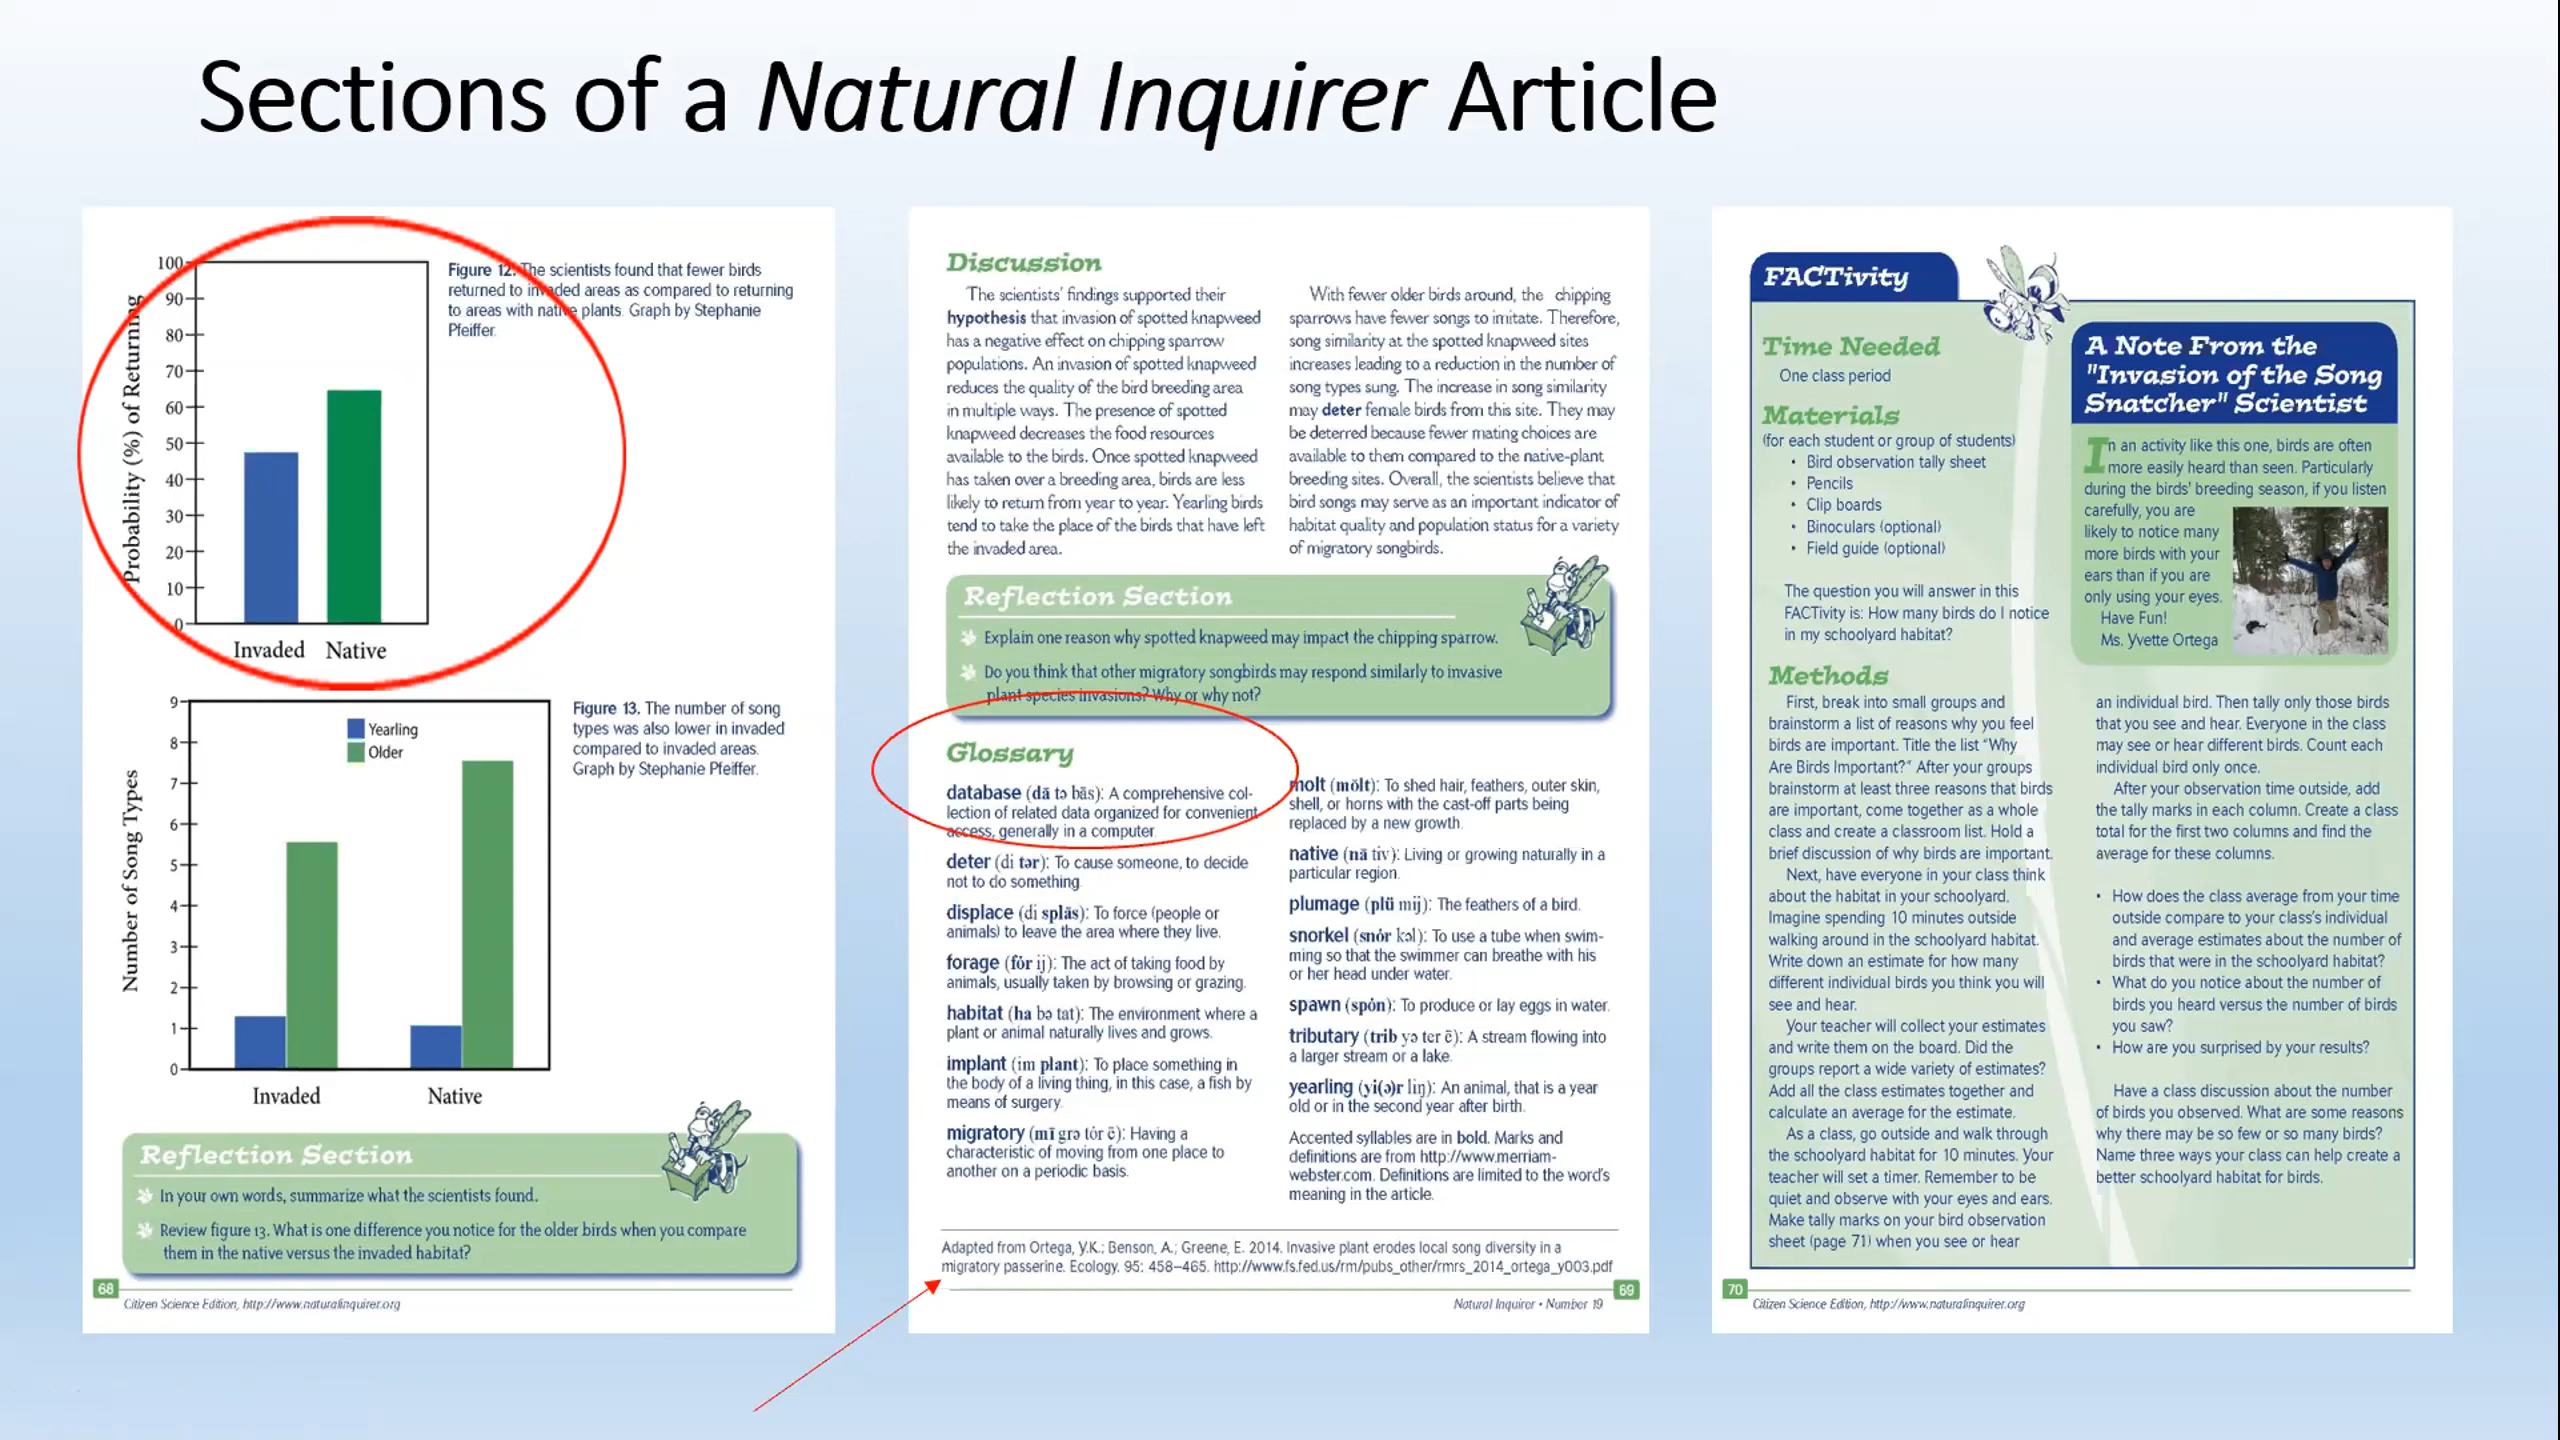 Sections of a Natural Inquirer Article
100
90
80
70
60
50
40
30
20
10
0
Probability (%) of Returning
Invaded Native
Figure 12. The scientists found that fewer birds
returned to invaded areas as compared to returning
to areas with native plants. Graph by Stephanie
Pfeiffer.
9
8
7
6
5
4
3
2
1
0
Number of Song Types
Yearling
Older
Invaded Native
Figure 13. The number of song
types was also lower in invaded
compared to invaded areas.
Graph by Stephanie Pfeiffer.
Reflection Section
In your own words, summarize what the scientists found.
Review figure 13. What is one difference you notice for the older birds when you compare
them in the native versus the invaded habitat?
68
Citizen Science Edition, http://www.naturalinquirer.org
Discussion
The scientists' findings supported their
hypothesis that invasion of spotted knapweed
has a negative effect on chipping sparrow
populations. An invasion of spotted knapweed
reduces the quality of the bird breeding area
in multiple ways. The presence of spotted
knapweed decreases the food resources
available to the birds. Once spotted knapweed
has taken over a breeding area, birds are less
likely to return from year to year. Yearling birds
tend to take the place of the birds that have left
the invaded area.
With fewer older birds around, the chipping
sparrows have fewer songs to imitate. Therefore,
song similarity at the spotted knapweed sites
increases leading to a reduction in the number of
song types sung. The increase in song similarity
may deter female birds from this site. They may
be deterred because fewer mating choices are
available to them compared to the native-plant
breeding sites. Overall, the scientists believe that
bird songs may serve as an important indicator of
habitat quality and population status for a variety
of migratory songbirds.
Reflection Section
Explain one reason why spotted knapweed may impact the chipping sparrow.
Do you think that other migratory songbirds may respond similarly to invasive
plant species invasions? Why or why not?
Glossary
database (dā tə bās): A comprehensive col-
lection of related data organized for convenient
access, generally in a computer.
deter (di tər): To cause someone, to decide
not to do something.
displace (di splās): To force (people or
animals) to leave the area where they live.
forage (fȯr ij): The act of taking food by
animals, usually taken by browsing or grazing.
habitat (ha bə tat): The environment where a
plant or animal naturally lives and grows.
implant (im plant): To place something in
the body of a living thing, in this case, a fish by
means of surgery.
migratory (mī grə tȯr ē): Having a
characteristic of moving from one place to
another on a periodic basis.
molt (mōlt): To shed hair, feathers, outer skin,
shell, or horns with the cast-off parts being
replaced by a new growth.
native (nā tiv): Living or growing naturally in a
particular region.
plumage (plü mij): The feathers of a bird.
snorkel (snȯr kəl): To use a tube when swim-
ming so that the swimmer can breathe with his
or her head under water.
spawn (spȯn): To produce or lay eggs in water.
tributary (trib yə ter ē): A stream flowing into
a larger stream or a lake.
yearling (yi(ə)r liŋ): An animal, that is a year
old or in the second year after birth.
Accented syllables are in bold. Marks and
definitions are from http://www.merriam-
webster.com. Definitions are limited to the word's
meaning in the article.
Adapted from Ortega, Y.K.; Benson, A.; Greene, E. 2014. Invasive plant erodes local song diversity in a
migratory passerine. Ecology. 95: 458–465. http://www.fs.fed.us/rm/pubs_other/rmrs_2014_ortega_y003.pdf
69
Natural Inquirer • Number 19
FACTivity
Time Needed
One class period
Materials
(for each student or group of students)
• Bird observation tally sheet
• Pencils
• Clip boards
• Binoculars (optional)
• Field guide (optional)
The question you will answer in this
FACTivity is: How many birds do I notice
in my schoolyard habitat?
Methods
First, break into small groups and
brainstorm a list of reasons why you feel
birds are important. Title the list "Why
Are Birds Important?" After your groups
brainstorm at least three reasons that birds
are important, come together as a whole
class and create a classroom list. Hold a
brief discussion of why birds are important.
Next, have everyone in your class think
about the habitat in your schoolyard.
Imagine spending 10 minutes outside
walking around in the schoolyard habitat.
Write down an estimate for how many
different individual birds you think you will
see and hear.
Your teacher will collect your estimates
and write them on the board. Did the
groups report a wide variety of estimates?
Add all the class estimates together and
calculate an average for the estimate.
As a class, go outside and walk through
the schoolyard habitat for 10 minutes. Your
teacher will set a timer. Remember to be
quiet and observe with your eyes and ears.
Make tally marks on your bird observation
sheet (page 71) when you see or hear
A Note From the
"Invasion of the Song
Snatcher" Scientist
In an activity like this one, birds are often
more easily heard than seen. Particularly
during the birds' breeding season, if you listen
carefully, you are
likely to notice many
more birds with your
ears than if you are
only using your eyes.
Have Fun!
Ms. Yvette Ortega
an individual bird. Then tally only those birds
that you see and hear. Everyone in the class
may see or hear different birds. Count each
individual bird only once.
After your observation time outside, add
the tally marks in each column. Create a class
total for the first two columns and find the
average for these columns.
• How does the class average from your time
outside compare to your class's individual
and average estimates about the number of
birds that were in the schoolyard habitat?
• What do you notice about the number of
birds you heard versus the number of birds
you saw?
• How are you surprised by your results?
Have a class discussion about the number
of birds you observed. What are some reasons
why there may be so few or so many birds?
Name three ways your class can help create a
better schoolyard habitat for birds.
70
Citizen Science Edition, http://www.naturalinquirer.org